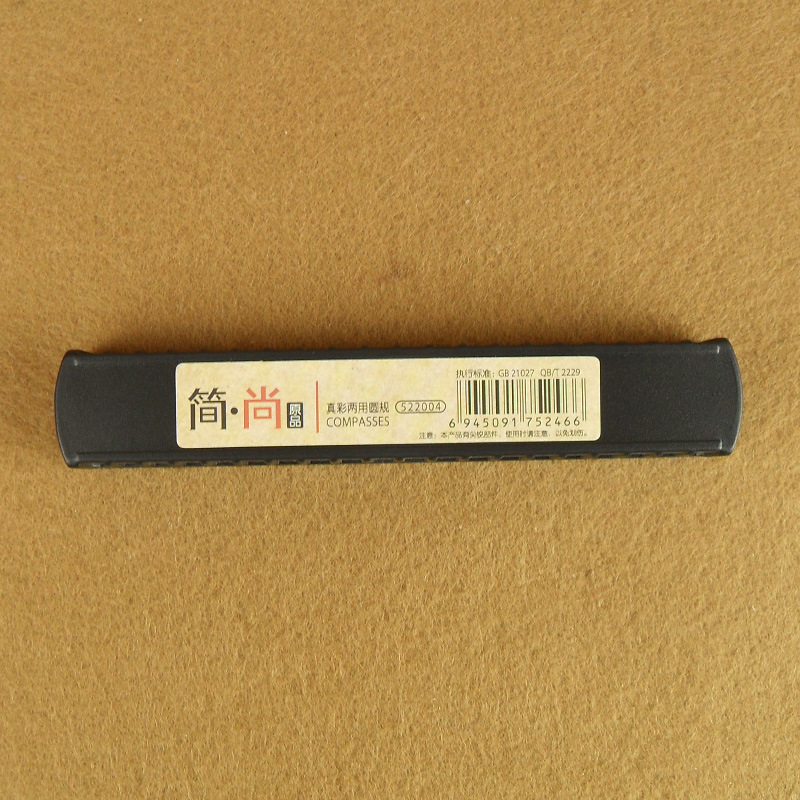 简·尚 原品
真彩两用圆规 522004
COMPASSES
执行标准：GB 21027 QB/T 2229
6 945091 752466
注意：本产品有尖锐部件，使用时请注意，以免划伤。